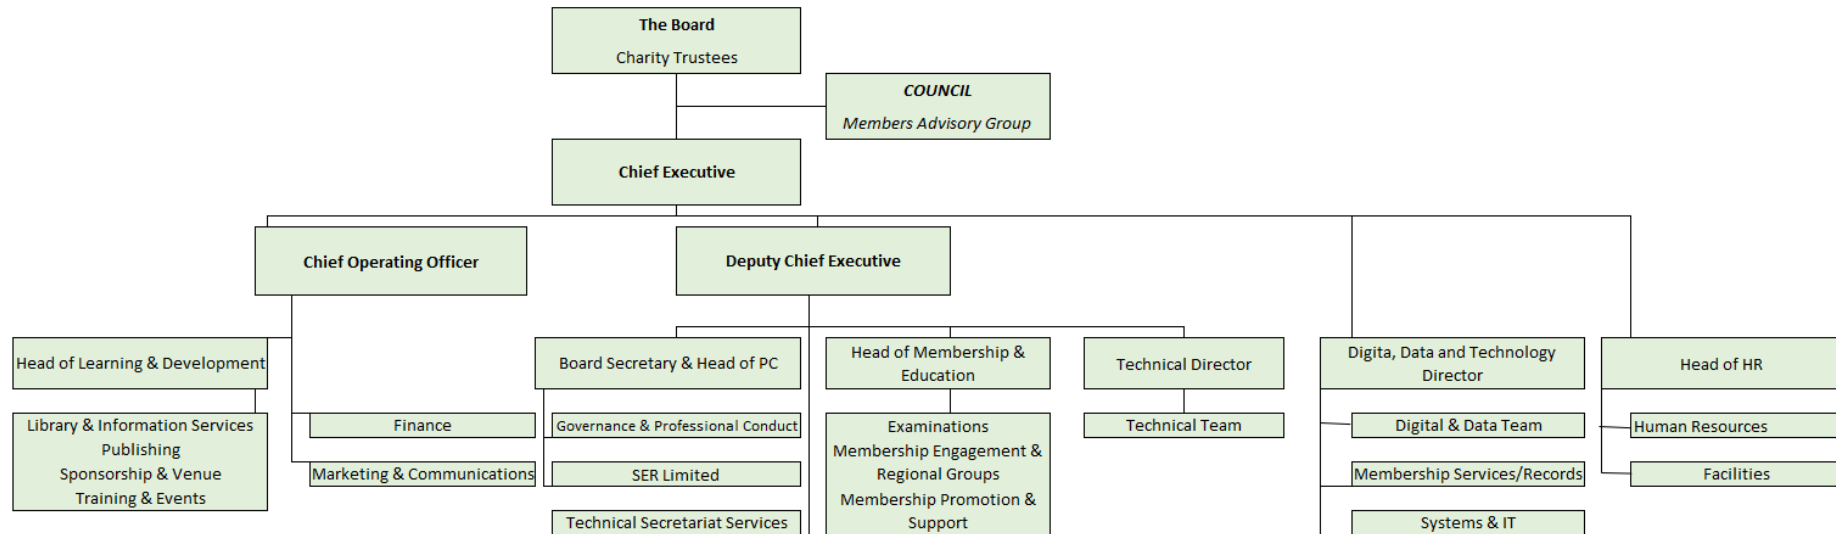 The Board
Charity Trustees
COUNCIL
Members Advisory Group
Chief Executive
Chief Operating Officer
Deputy Chief Executive
Head of Learning & Development
Board Secretary & Head of PC
Head of Membership &
Education
Technical Director
Digita, Data and Technology
Director
Head of HR
Library & Information Services
Publishing
Sponsorship & Venue
Training & Events
Finance
Marketing & Communications
Governance & Professional Conduct
SER Limited
Technical Secretariat Services
Examinations
Membership Engagement &
Regional Groups
Membership Promotion &
Support
Technical Team
Digital & Data Team
Membership Services/Records
Systems & IT
Human Resources
Facilities